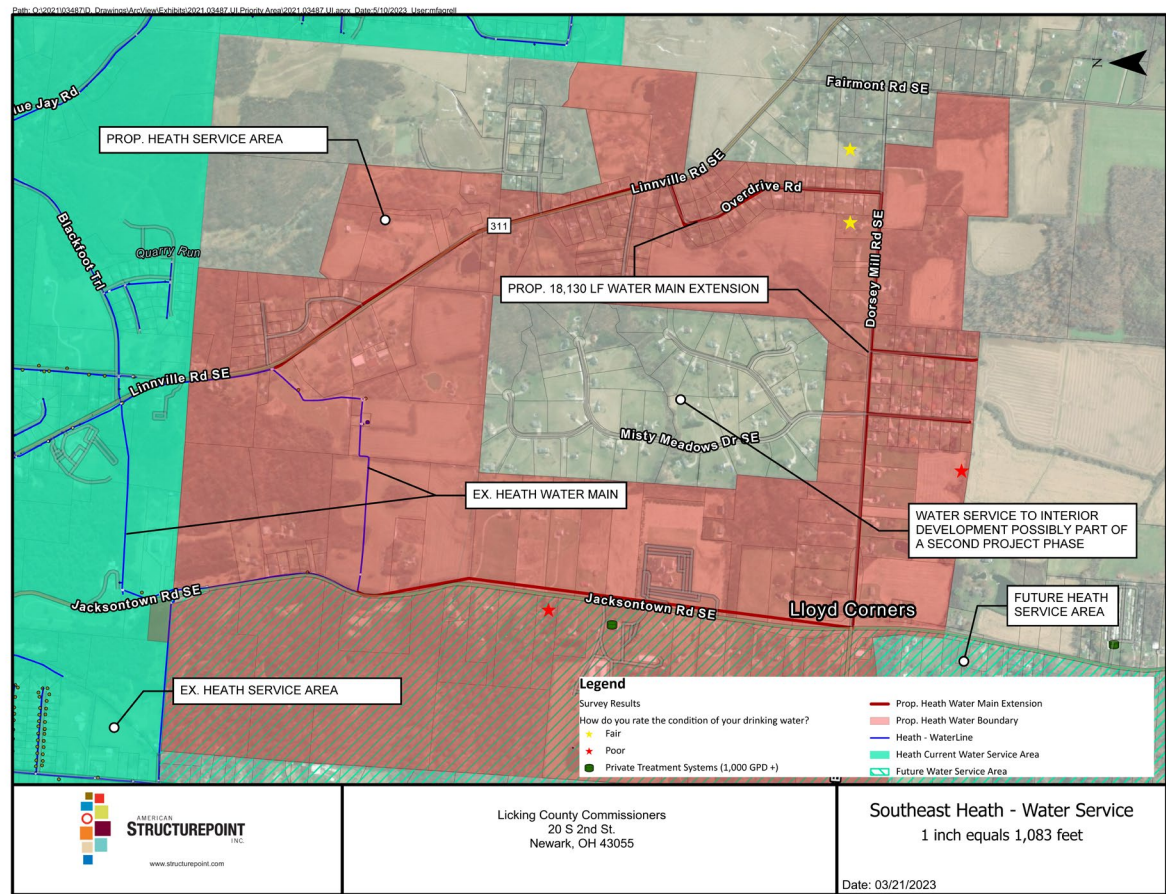 Path: O:\2021\03487\D. Drawings\ArcView\Exhibits\2021.03487.UI.Priority Area\2021.03487.UI.aprx Date:5/10/2023 User:mfagrell
N
Fairmont Rd SE
Blue Jay Rd
PROP. HEATH SERVICE AREA
Linnville Rd SE
Overdrive Rd
311
Blackfoot Trl
Quarry Run
PROP. 18,130 LF WATER MAIN EXTENSION
Dorsey Mill Rd SE
Linnville Rd SE
Misty Meadows Dr SE
EX. HEATH WATER MAIN
WATER SERVICE TO INTERIOR
DEVELOPMENT POSSIBLY PART OF
A SECOND PROJECT PHASE
Jacksontown Rd SE
Jacksontown Rd SE
Lloyd Corners
FUTURE HEATH
SERVICE AREA
EX. HEATH SERVICE AREA
Legend
Survey Results
How do you rate the condition of your drinking water?
Fair
Poor
Private Treatment Systems (1,000 GPD +)
Prop. Heath Water Main Extension
Prop. Heath Water Boundary
Heath - WaterLine
Heath Current Water Service Area
Future Water Service Area
AMERICAN
STRUCTUREPOINT
INC.
www.structurepoint.com
Licking County Commissioners
20 S 2nd St.
Newark, OH 43055
Southeast Heath - Water Service
1 inch equals 1,083 feet
Date: 03/21/2023